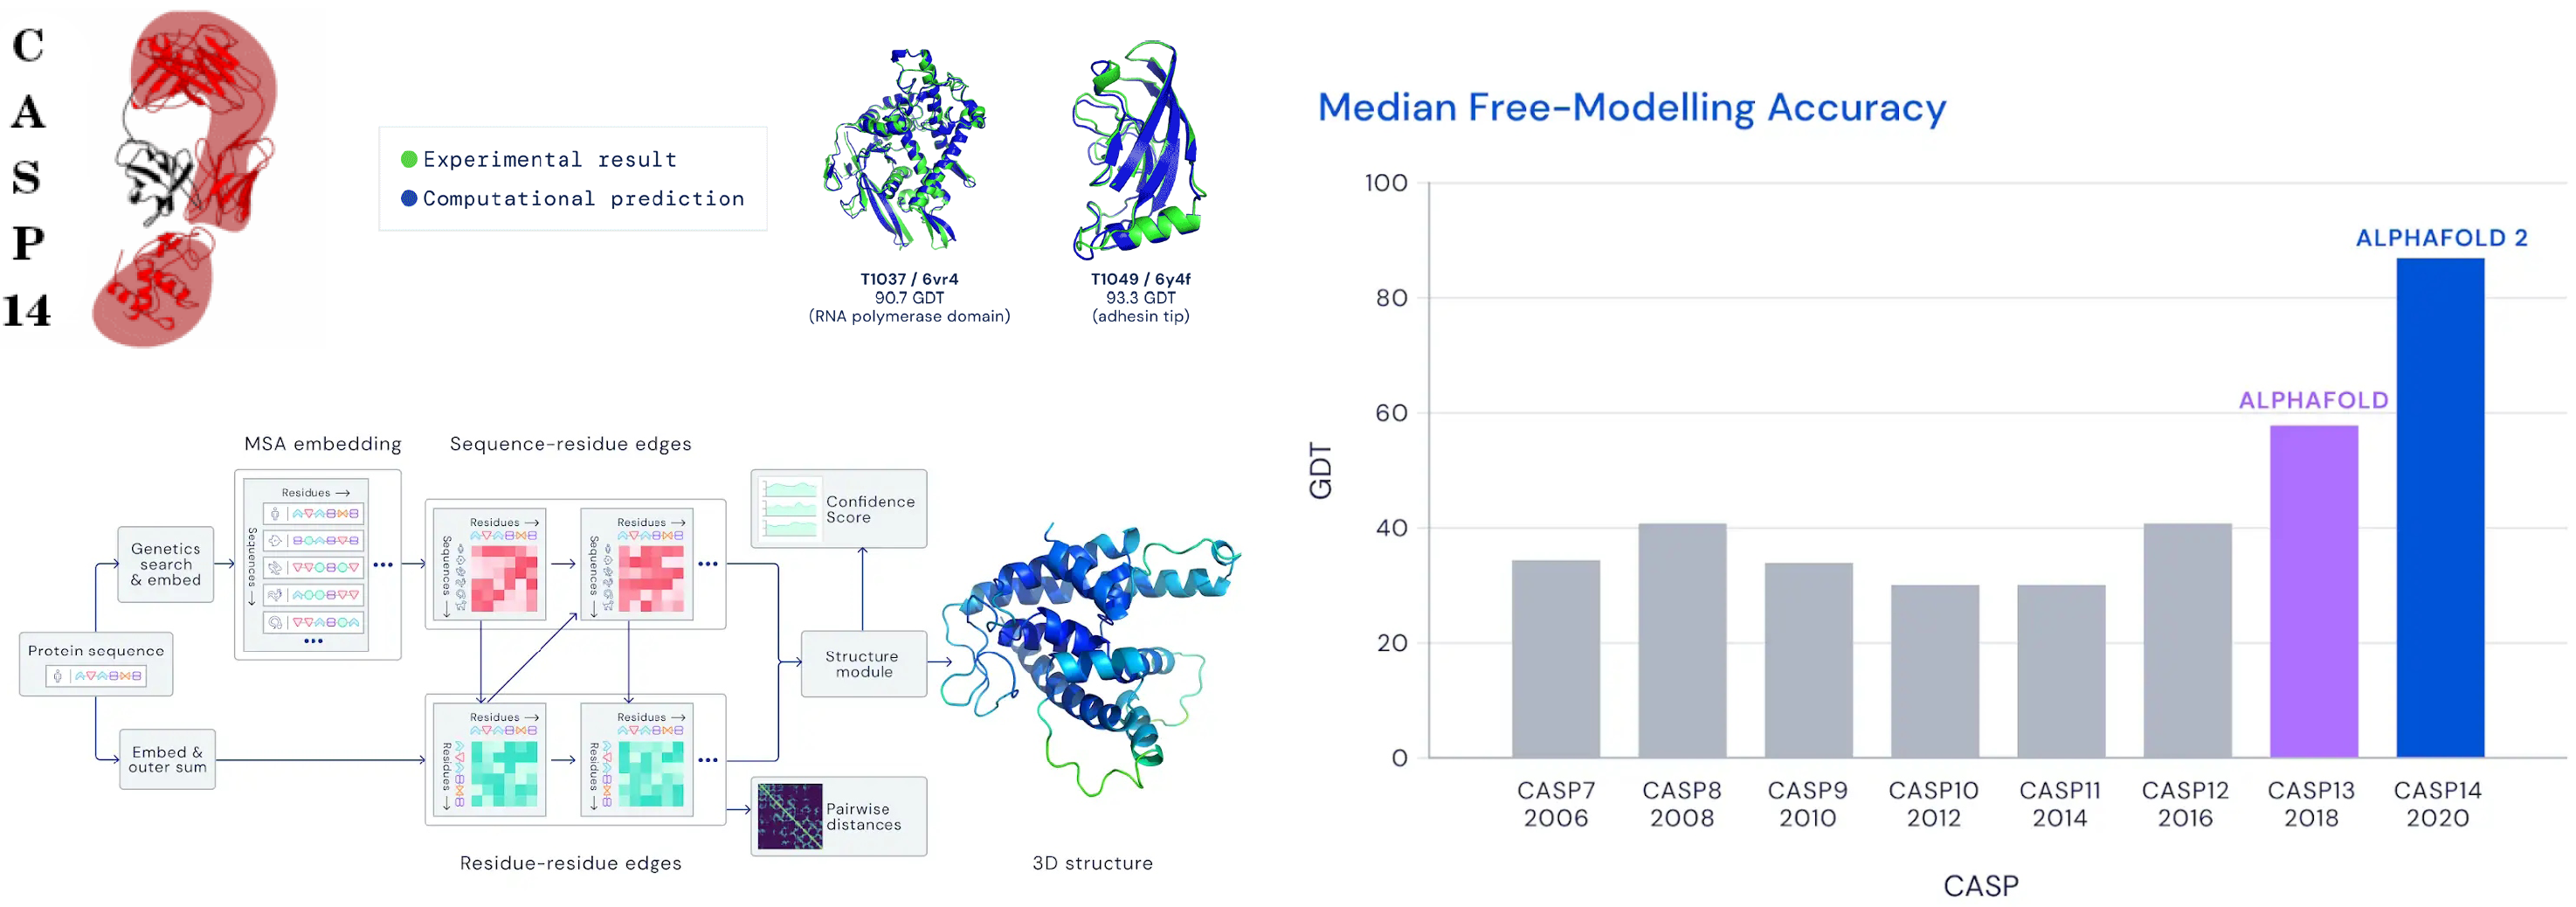 C
A
S
P
14
Experimental result
Computational prediction
T1037 / 6vr4
90.7 GDT
(RNA polymerase domain)
T1049 / 6y4f
93.3 GDT
(adhesin tip)
MSA embedding
Sequence-residue edges
Residues →
Sequences →
Genetics
search
& embed
Protein sequence
Embed &
outer sum
Residues →
Sequences →
Residues →
Sequences →
Residues →
Residues →
Residues →
Residues →
Confidence
Score
Structure
module
Pairwise
distances
Residue-residue edges
3D structure
Median Free-Modelling Accuracy
GDT
100
80
60
40
20
0
ALPHAFOLD 2
ALPHAFOLD
CASP7
2006
CASP8
2008
CASP9
2010
CASP10
2012
CASP11
2014
CASP12
2016
CASP13
2018
CASP14
2020
CASP